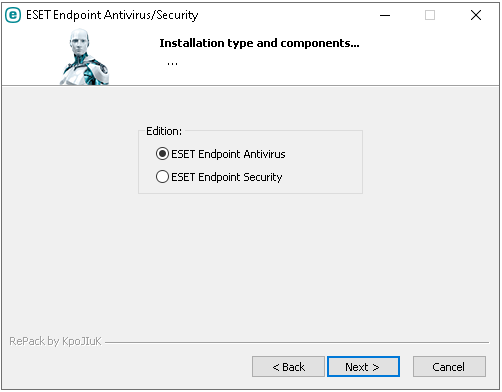 ESET Endpoint Antivirus/Security
Installation type and components...
...
Edition:
ESET Endpoint Antivirus
ESET Endpoint Security
RePack by KpoJIuK
< Back
Next >
Cancel